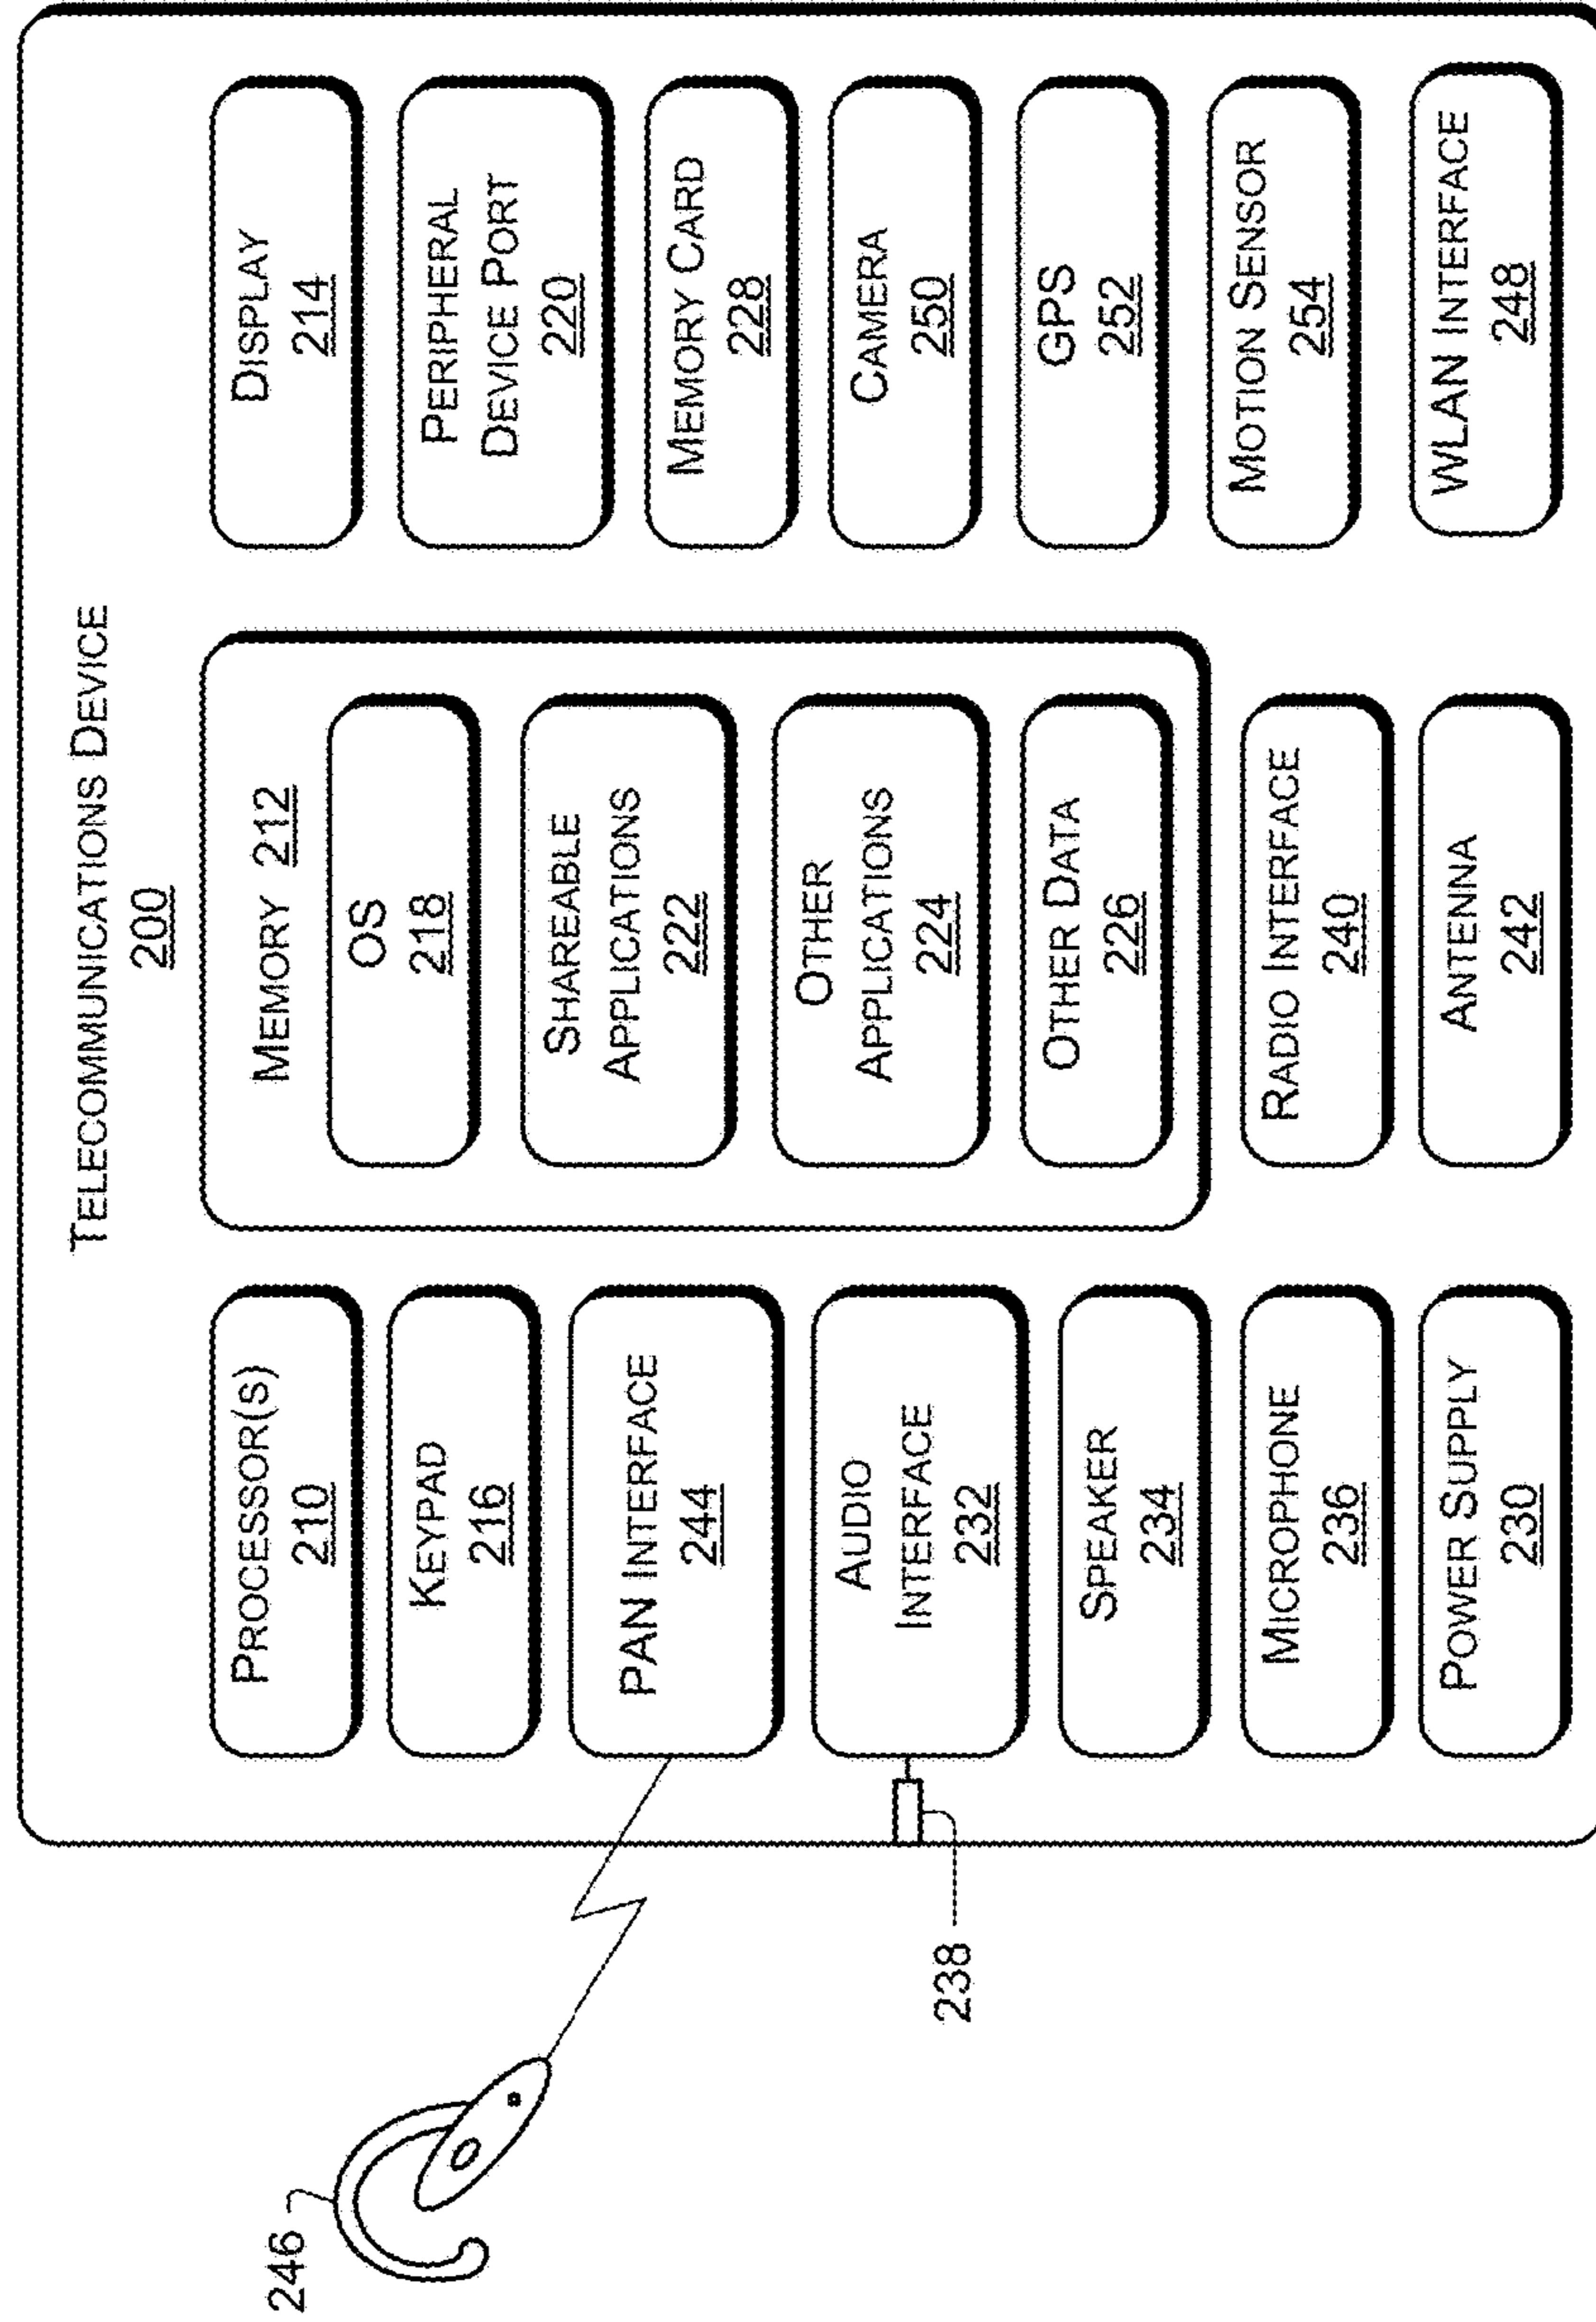 TELECOMMUNICATIONS DEVICE
200
PROCESSOR(S)
210
KEYPAD
216
PAN INTERFACE
244
AUDIO
INTERFACE
232
SPEAKER
234
MICROPHONE
236
POWER SUPPLY
230
MEMORY 212
OS
218
SHAREABLE
APPLICATIONS
222
OTHER
APPLICATIONS
224
OTHER DATA
226
RADIO INTERFACE
240
ANTENNA
242
DISPLAY
214
PERIPHERAL
DEVICE PORT
220
MEMORY CARD
228
CAMERA
250
GPS
252
MOTION SENSOR
254
WLAN INTERFACE
248
246
238